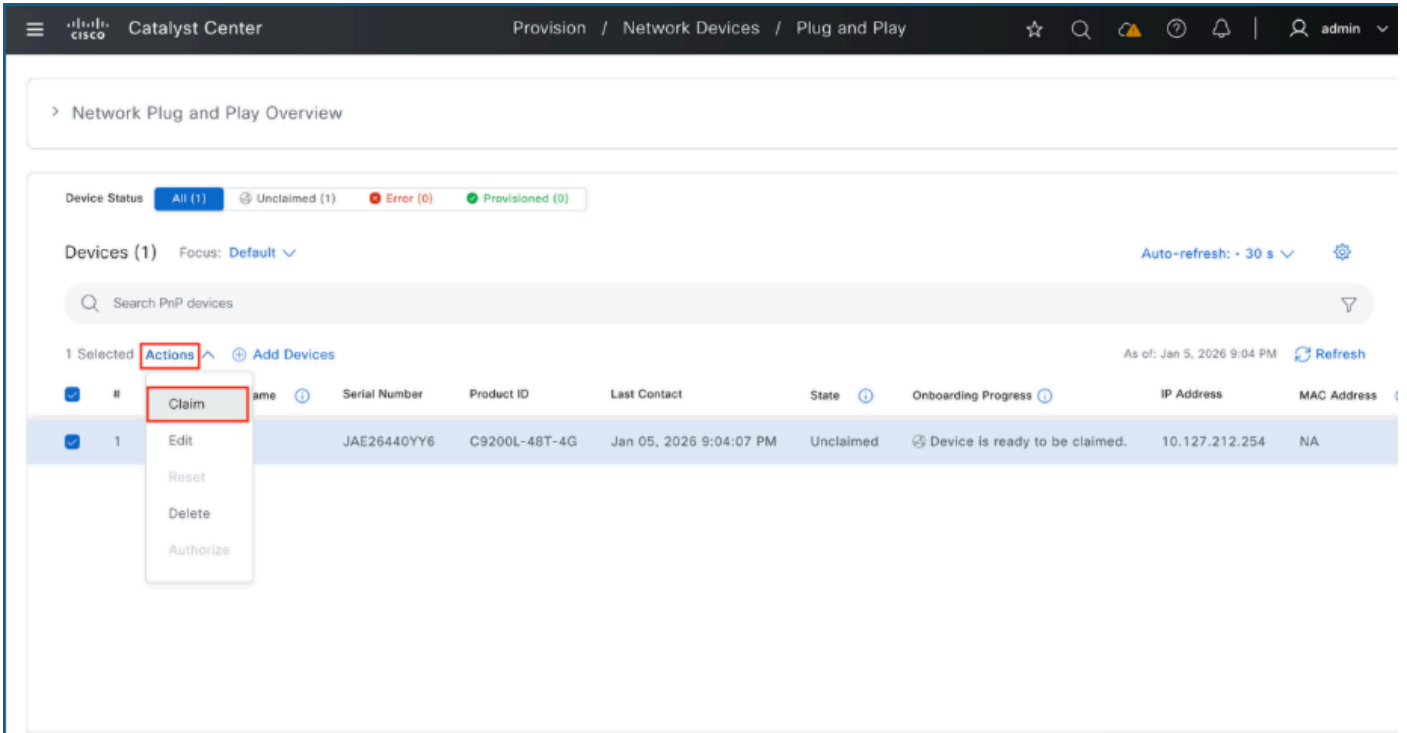 cisco Catalyst Center Provision / Network Devices / Plug and Play admin
Network Plug and Play Overview
Device Status All (1) Unclaimed (1) Error (0) Provisioned (0)
Devices (1) Focus: Default Auto-refresh: • 30 s
Search PnP devices
1 Selected Actions Add Devices As of: Jan 5, 2026 9:04 PM Refresh
# ame Serial Number Product ID Last Contact State Onboarding Progress IP Address MAC Address
Claim
1 JAE26440YY6 C9200L-48T-4G Jan 05, 2026 9:04:07 PM Unclaimed Device is ready to be claimed. 10.127.212.254 NA
Edit
Reset
Delete
Authorize